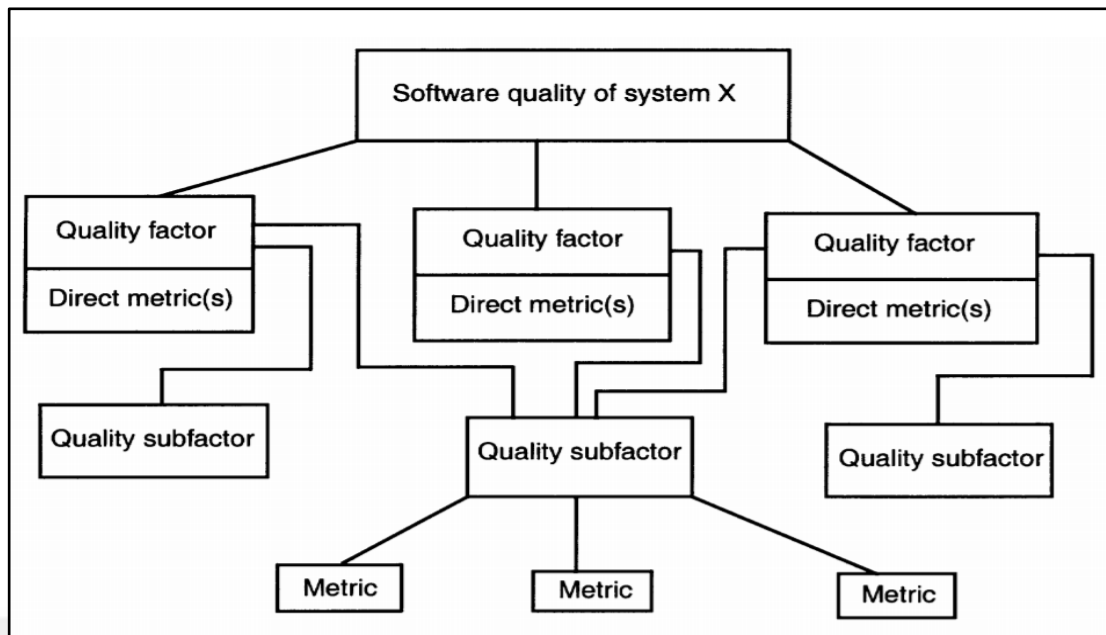 Software quality of system X
Quality factor
Direct metric(s)
Quality factor
Direct metric(s)
Quality factor
Direct metric(s)
Quality subfactor
Quality subfactor
Quality subfactor
Metric
Metric
Metric